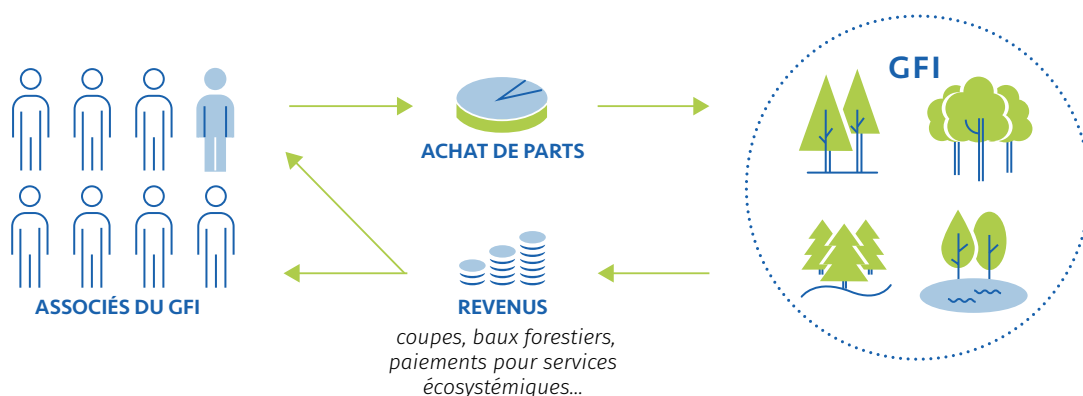 GFI
ACHAT DE PARTS
ASSOCIÉS DU GFI
REVENUS
coupes, baux forestiers,
paiements pour services
écosystémiques...